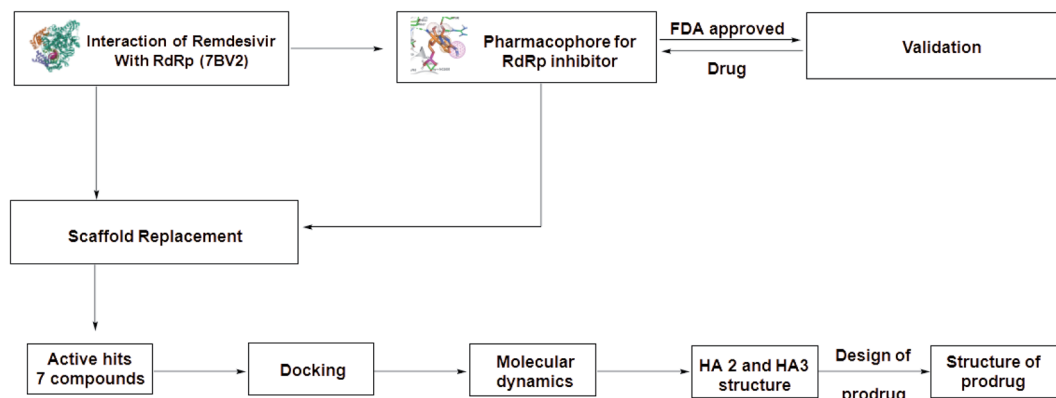 Interaction of Remdesivir
With RdRp (7BV2)
Pharmacophore for
RdRp inhibitor
FDA approved
Drug
Validation
Scaffold Replacement
Active hits
7 compounds
Docking
Molecular
dynamics
HA 2 and HA3
structure
Design of
prodrug
Structure of
prodrug